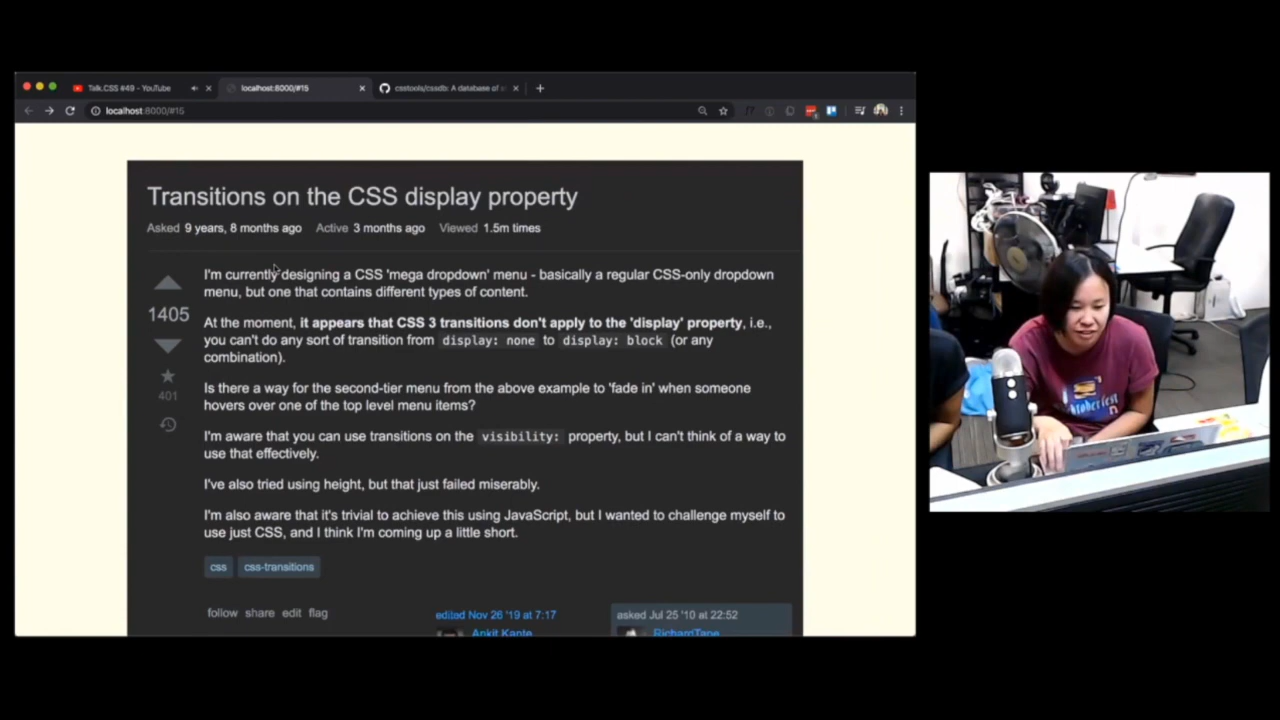 Talk.CSS #49 - YouTube
localhost:8000/#15
csstools/cssdb: A database of
localhost:8000/#15
Transitions on the CSS display property
Asked 9 years, 8 months ago Active 3 months ago Viewed 1.5m times
I'm currently designing a CSS 'mega dropdown' menu - basically a regular CSS-only dropdown
menu, but one that contains different types of content.
1405
At the moment, it appears that CSS 3 transitions don't apply to the 'display' property, i.e.,
you can't do any sort of transition from display: none to display: block (or any
combination).
401
Is there a way for the second-tier menu from the above example to 'fade in' when someone
hovers over one of the top level menu items?
I'm aware that you can use transitions on the visibility: property, but I can't think of a way to
use that effectively.
I've also tried using height, but that just failed miserably.
I'm also aware that it's trivial to achieve this using JavaScript, but I wanted to challenge myself to
use just CSS, and I think I'm coming up a little short.
css css-transitions
follow share edit flag
edited Nov 26 '19 at 7:17
asked Jul 25 '10 at 22:52
Ankit Kante
RichardTape